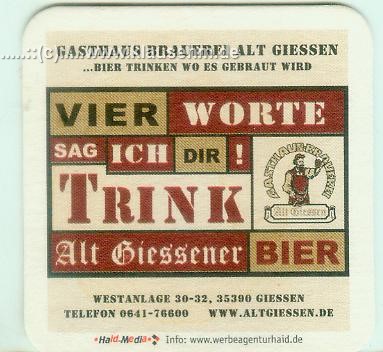 GASTHAUS-BRAUEREI ALT GIESSEN
...BIER TRINKEN WO ES GEBRAUT WIRD
VIER WORTE
SAG ICH DIR !
TRINK
GASTHAUSBRAUEREI
Alt Giessen
Alt Giessener BIER
WESTANLAGE 30-32, 35390 GIESSEN
TELEFON 0641-76600 WWW.ALTGIESSEN.DE
•Haid-Media• Info: www.werbeagenturhaid.de